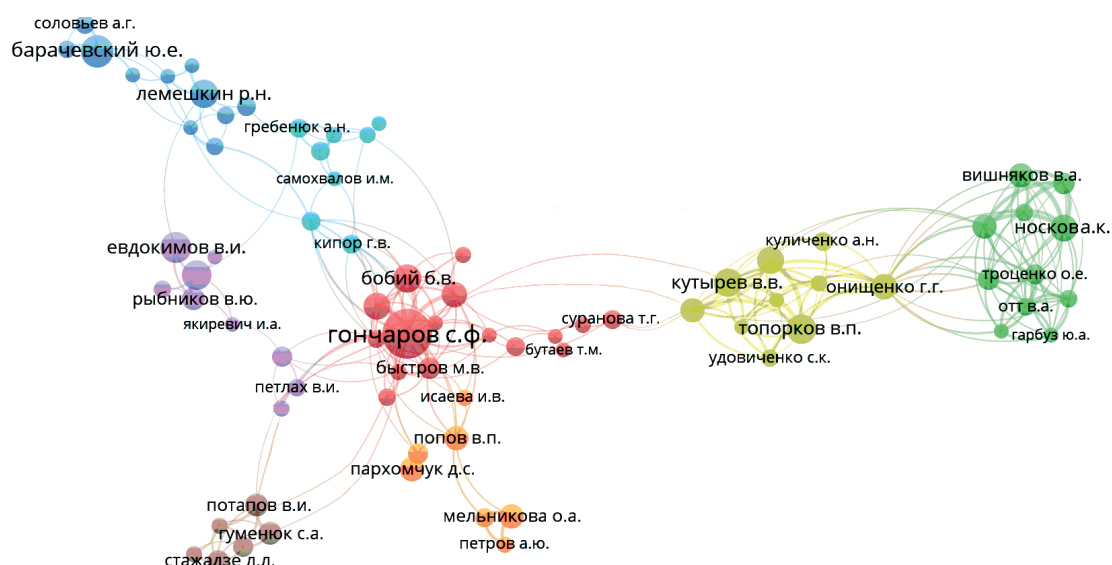 соловьев а.г.
барачевский ю.е.
лемешкин р.н.
гребенюк а.н.
самохвалов и.м.
кипор г.в.
евдокимов в.и.
рыбников в.ю.
якиревич и.а.
петлах в.и.
бобий б.в.
гончаров с.ф.
быстров м.в.
исаева и.в.
попов в.п.
пархомчук д.с.
мельникова о.а.
петров а.ю.
потапов в.и.
гуменюк с.а.
стажадзе л.л.
суранова т.г.
бутаев т.м.
куличенко а.н.
кутырев в.в.
онищенко г.г.
топорков в.п.
удовиченко с.к.
вишняков в.а.
носков а.к.
троценко о.е.
отт в.а.
гарбуз ю.а.